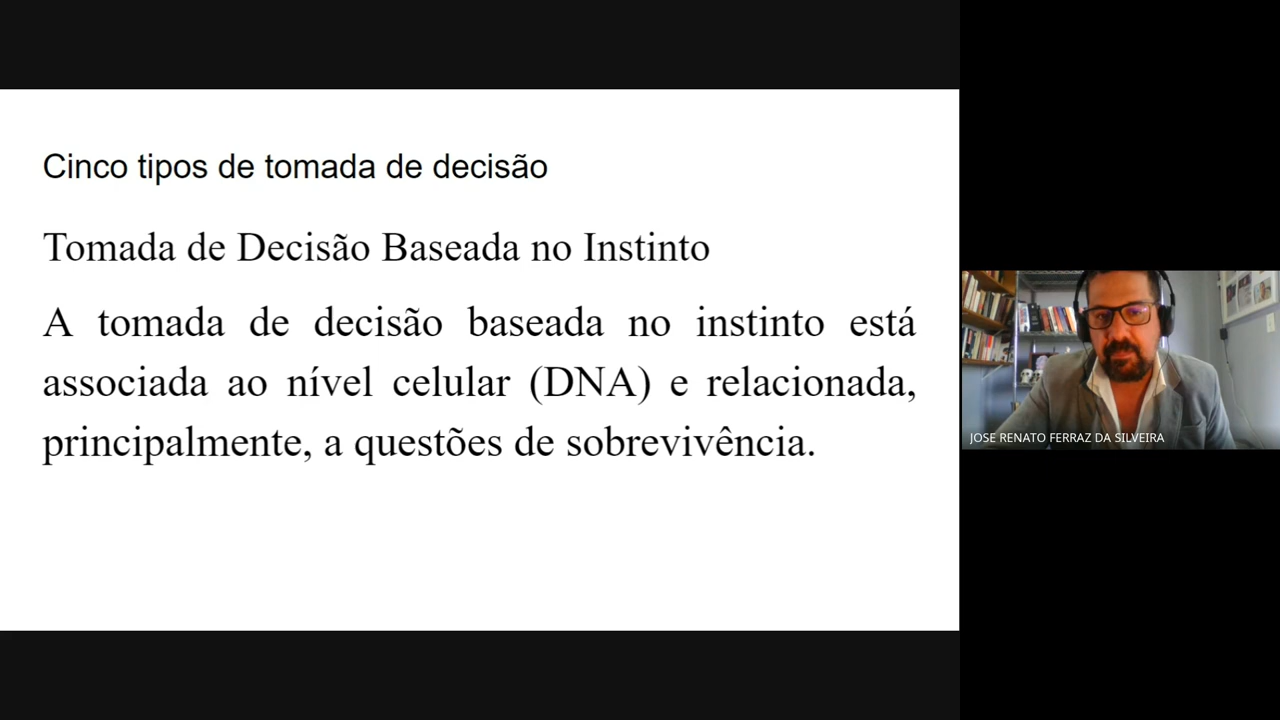 Cinco tipos de tomada de decisão
Tomada de Decisão Baseada no Instinto
A tomada de decisão baseada no instinto está
associada ao nível celular (DNA) e relacionada,
principalmente, a questões de sobrevivência.
JOSE RENATO FERRAZ DA SILVEIRA